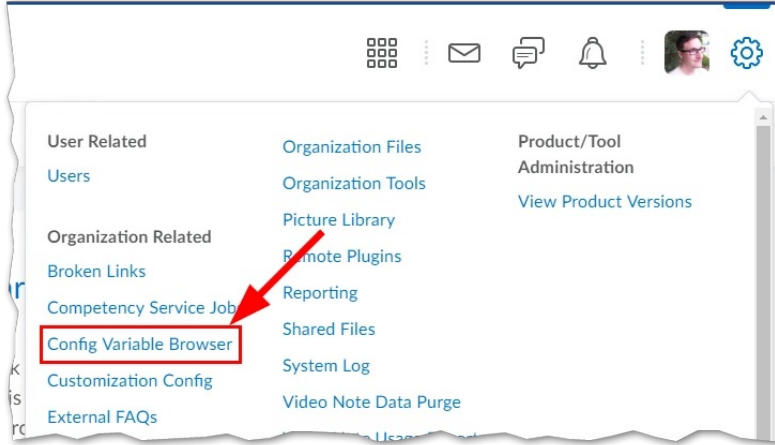 User Related
Users
Organization Related
Broken Links
Competency Service Jobs
Config Variable Browser
Customization Config
External FAQs
Organization Files
Organization Tools
Picture Library
Remote Plugins
Reporting
Shared Files
System Log
Video Note Data Purge
Product/Tool
Administration
View Product Versions